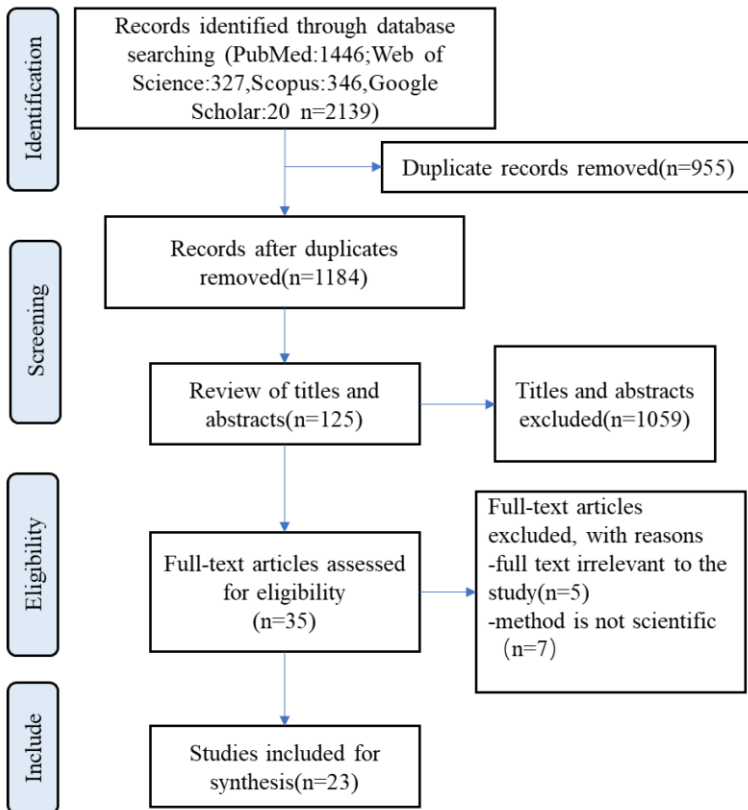 Identification
Records identified through database
searching (PubMed:1446;Web of
Science:327,Scopus:346,Google
Scholar:20 n=2139)
Duplicate records removed(n=955)
Screening
Records after duplicates
removed(n=1184)
Review of titles and
abstracts(n=125)
Titles and abstracts
excluded(n=1059)
Eligibility
Full-text articles assessed
for eligibility
(n=35)
Full-text articles
excluded, with reasons
-full text irrelevant to the
study(n=5)
-method is not scientific
（n=7）
Include
Studies included for
synthesis(n=23)